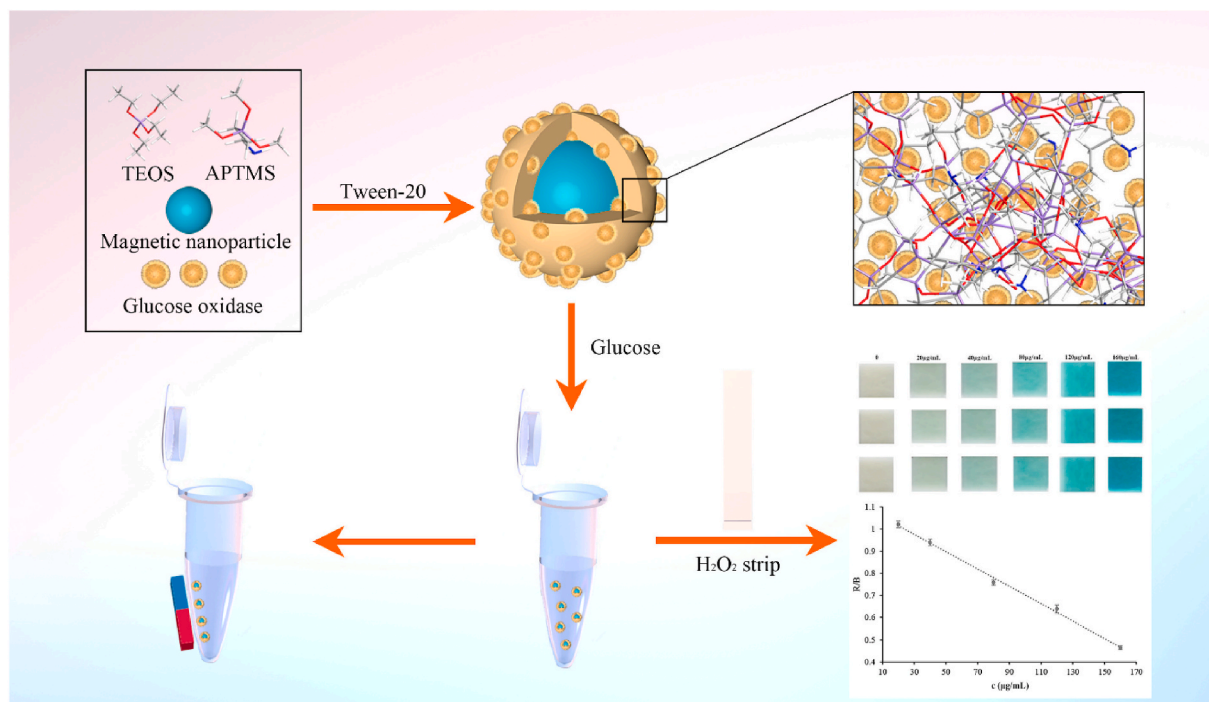 TEOS APTMS
Magnetic nanoparticle
Glucose oxidase
Tween-20
Glucose
H₂O₂ strip
0 20μg/mL 40μg/mL 80μg/mL 120μg/mL 160μg/mL
1.1
1
0.9
0.8
0.7
0.6
0.5
0.4
R/B
10 30 50 70 90 110 130 150 170
c (μg/mL)